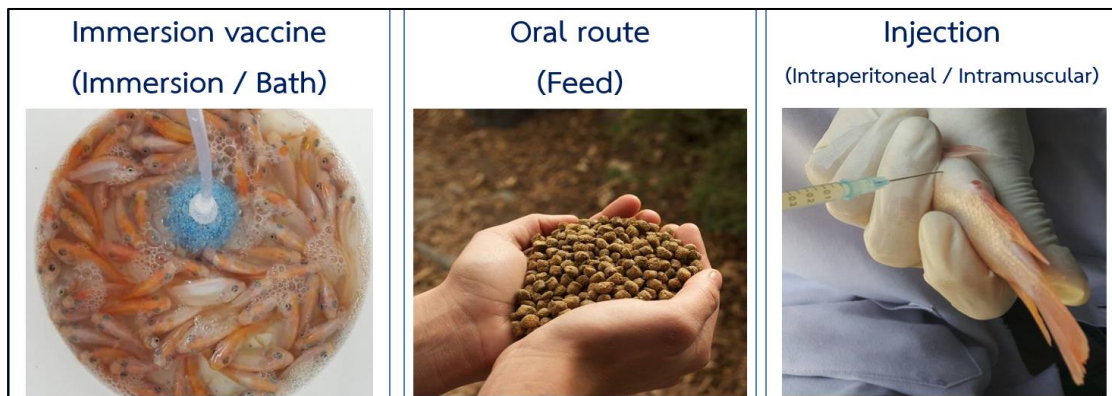 Immersion vaccine
(Immersion / Bath)
Oral route
(Feed)
Injection
(Intraperitoneal / Intramuscular)